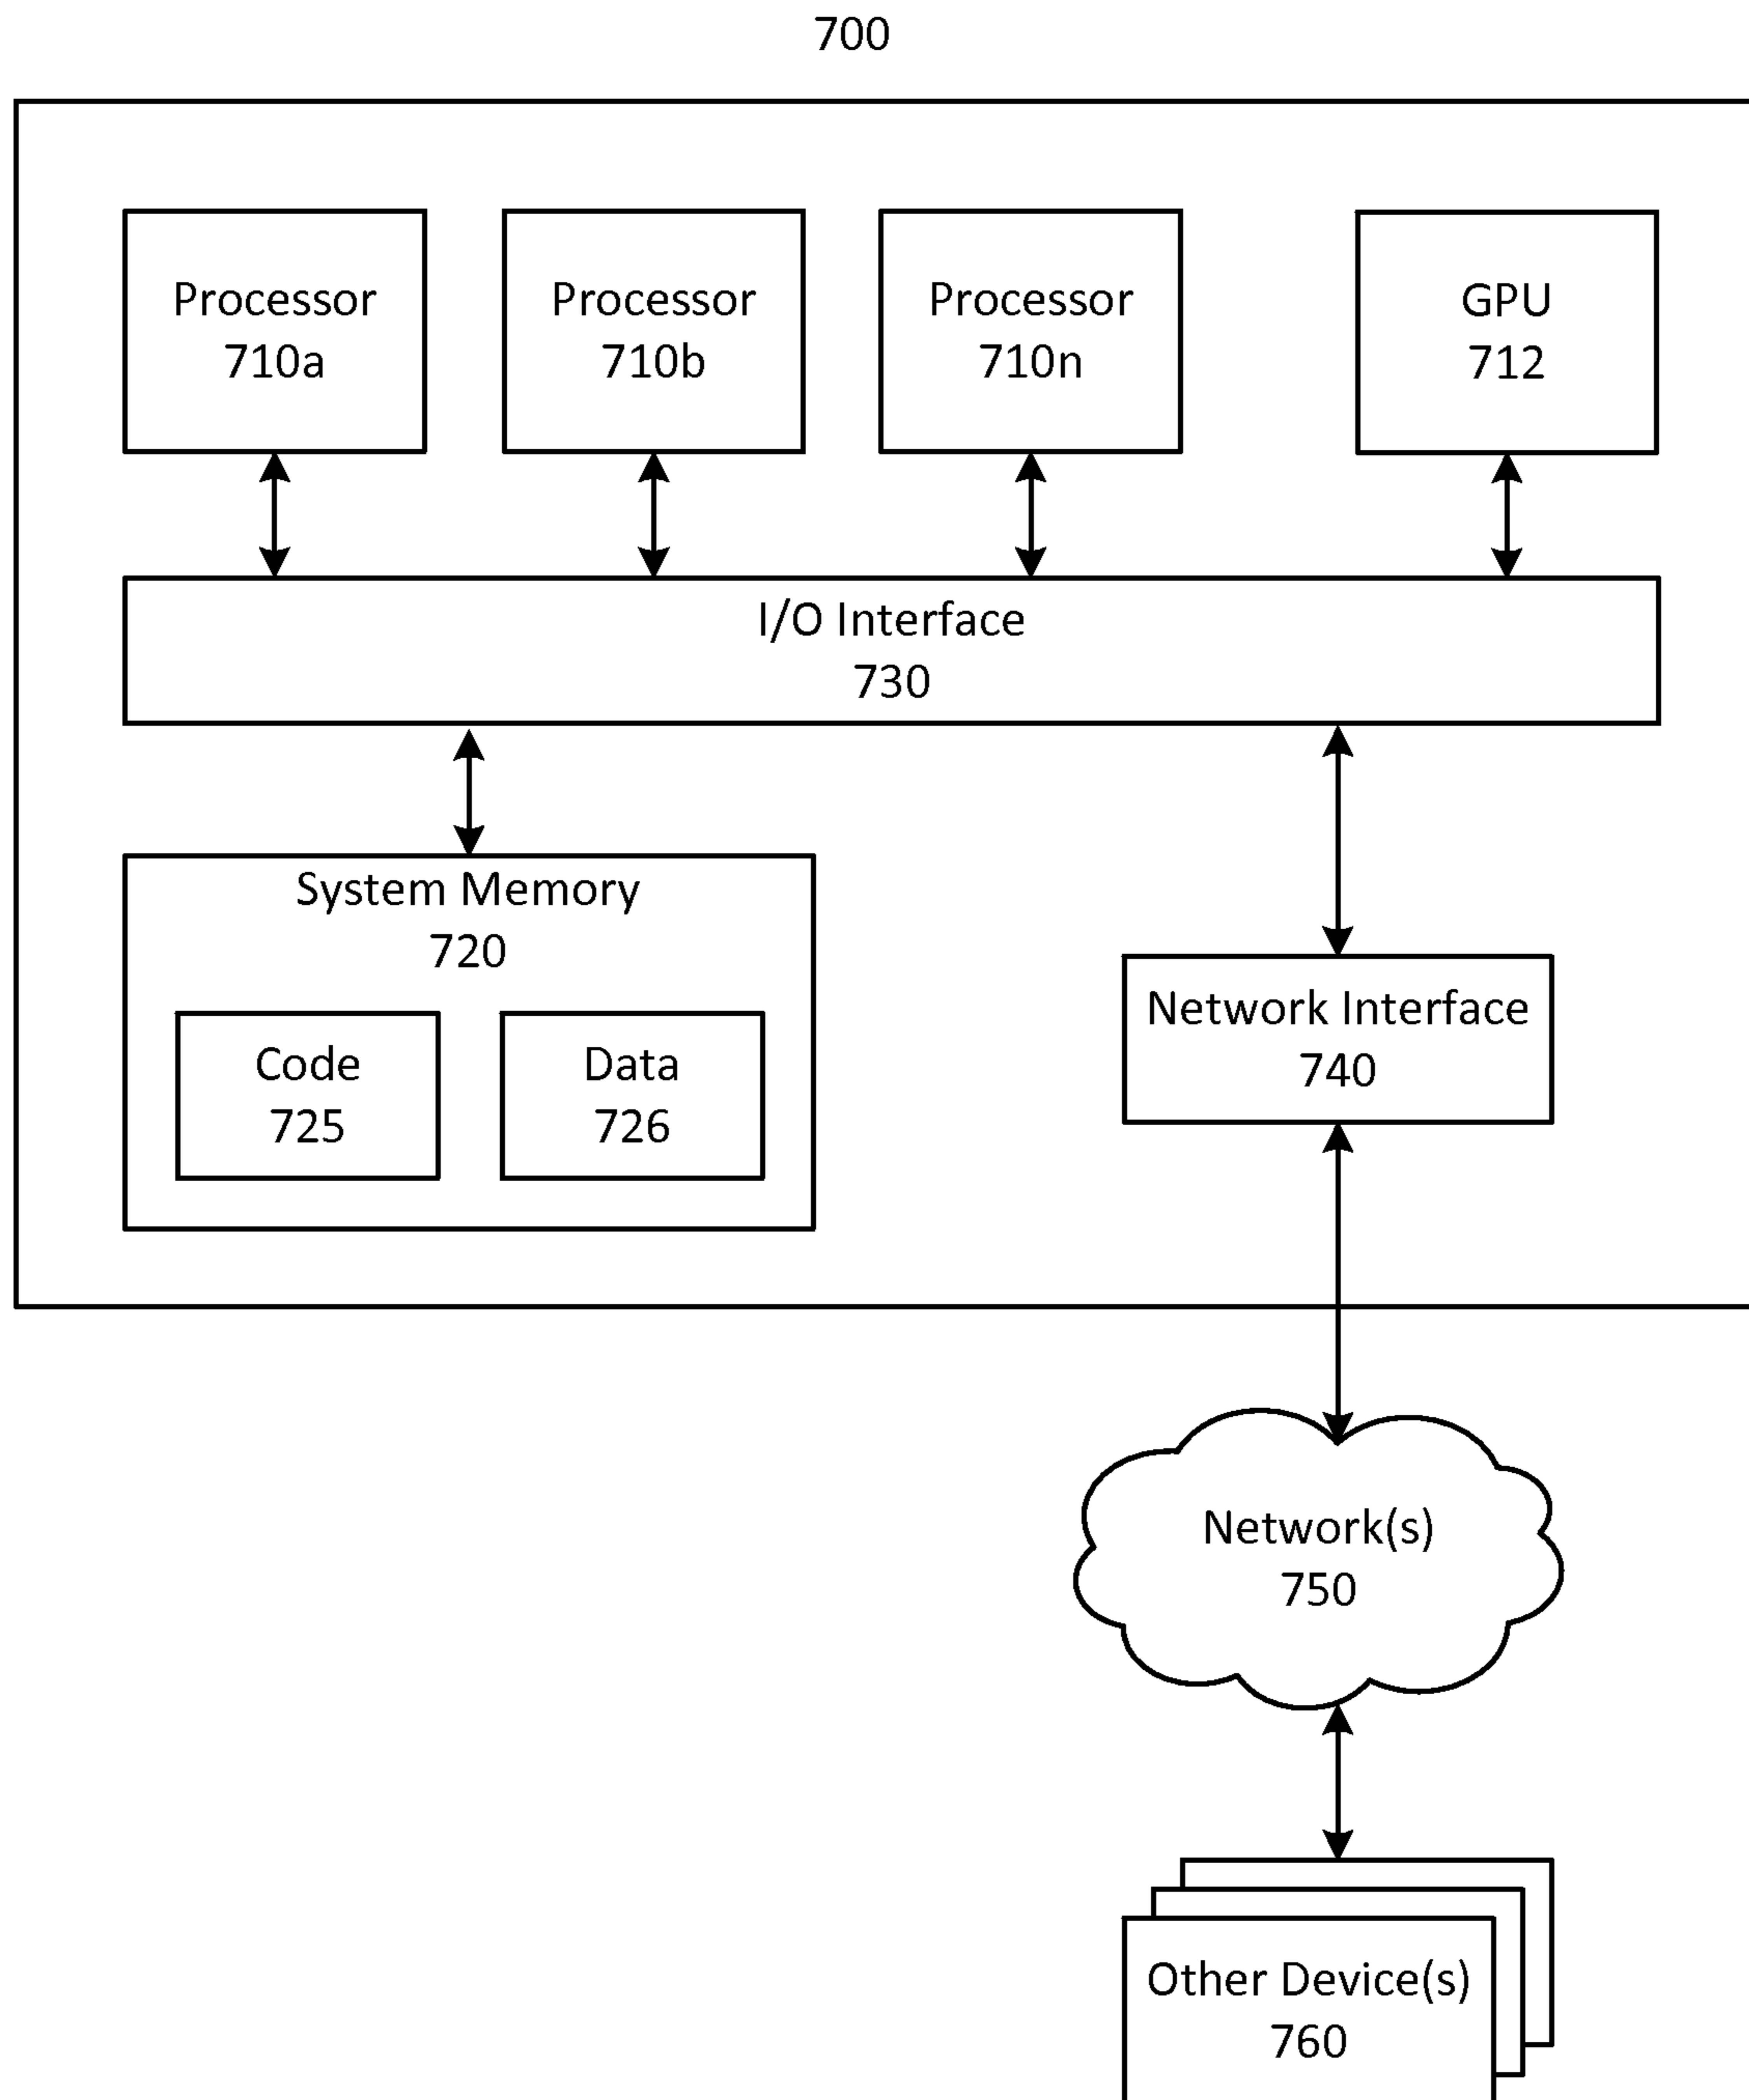 700
Processor
710a
Processor
710b
Processor
710n
GPU
712
I/O Interface
730
System Memory
720
Code
725
Data
726
Network Interface
740
Network(s)
750
Other Device(s)
760